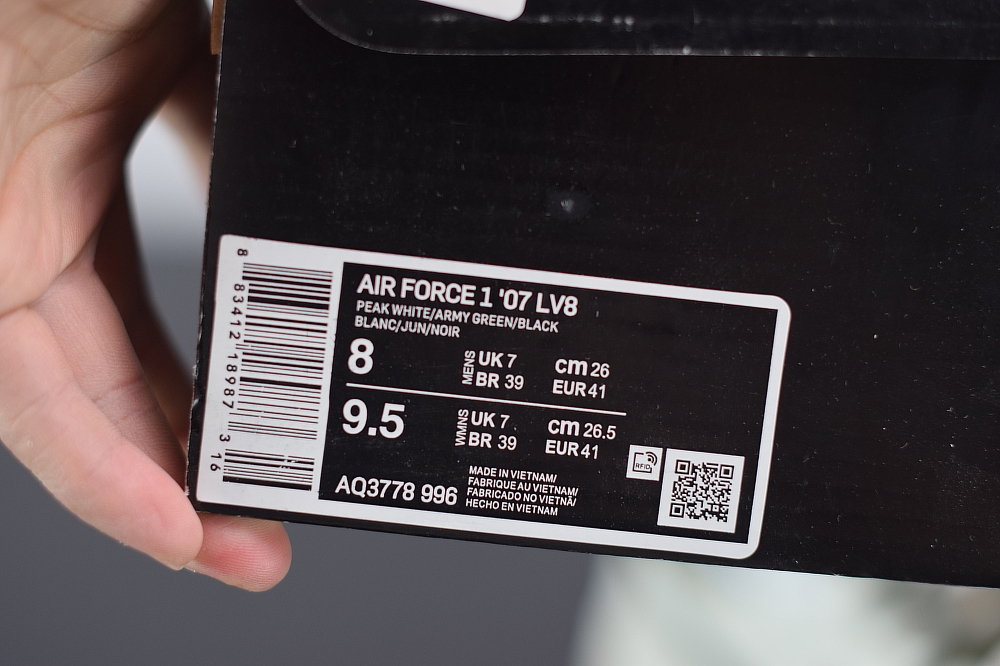 AIR FORCE 1 '07 LV8
PEAK WHITE/ARMY GREEN/BLACK
BLANC/JUN/NOIR
8 MENS UK 7 cm 26
BR 39 EUR 41
9.5 WMNS UK 7 cm 26.5
BR 39 EUR 41
RFID
AQ3778 996
MADE IN VIETNAM/
FABRIQUE AU VIETNAM/
FABRICADO NO VIETNÃ/
HECHO EN VIETNAM
8 83412 18987 3 16